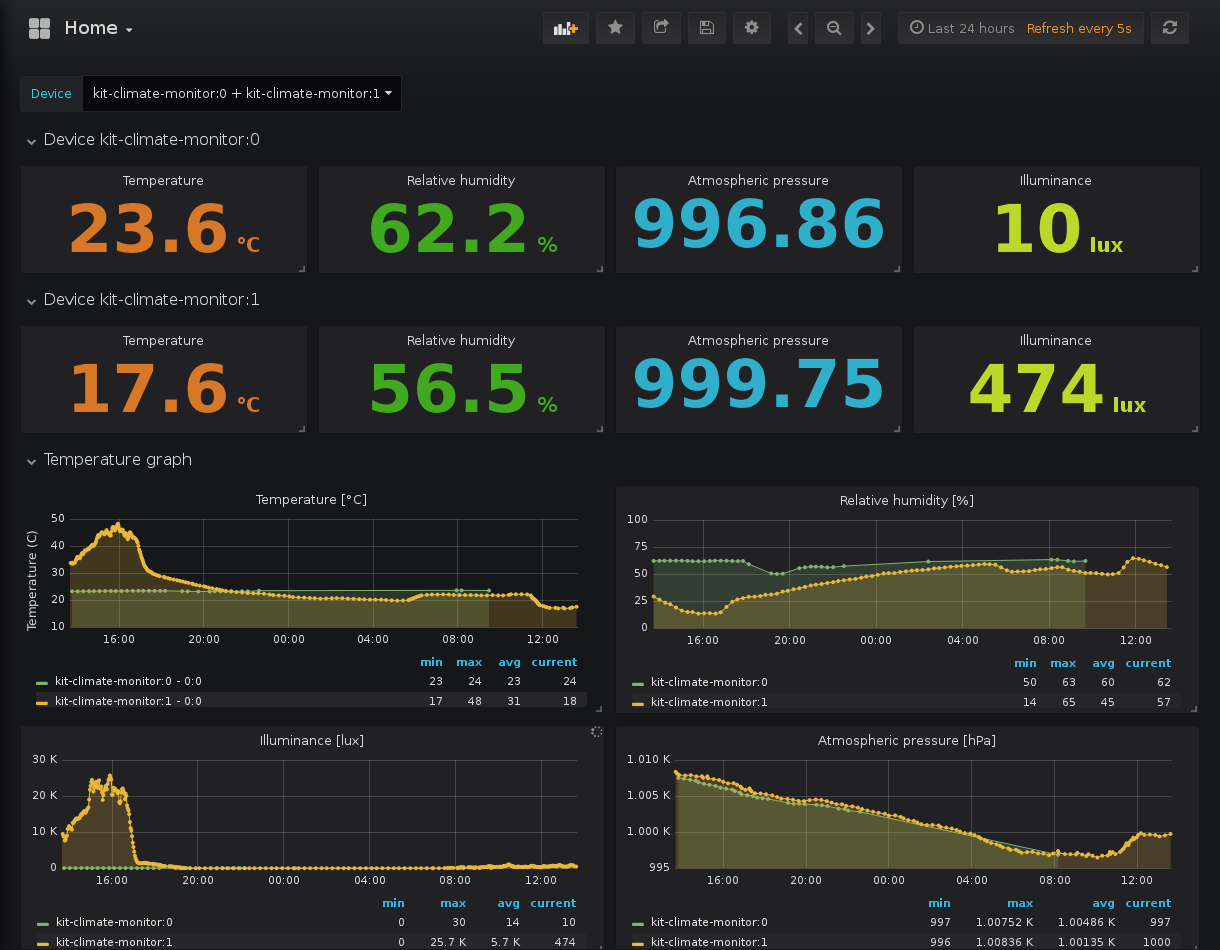 Home
Last 24 hours Refresh every 5s
Device kit-climate-monitor:0 + kit-climate-monitor:1
Device kit-climate-monitor:0
Temperature Relative humidity Atmospheric pressure Illuminance
23.6 °C 62.2 % 996.86 10 lux
Device kit-climate-monitor:1
Temperature Relative humidity Atmospheric pressure Illuminance
17.6 °C 56.5 % 999.75 474 lux
Temperature graph
Temperature [°C]
Temperature (C)
50
40
30
20
10
16:00 20:00 00:00 04:00 08:00 12:00
min max avg current
kit-climate-monitor:0 - 0:0 23 24 23 24
kit-climate-monitor:1 - 0:0 17 48 31 18
Relative humidity [%]
100
75
50
25
0
16:00 20:00 00:00 04:00 08:00 12:00
min max avg current
kit-climate-monitor:0 50 63 60 62
kit-climate-monitor:1 14 65 45 57
Illuminance [lux]
30 K
20 K
10 K
0
16:00 20:00 00:00 04:00 08:00 12:00
min max avg current
kit-climate-monitor:0 0 30 14 10
kit-climate-monitor:1 0 25.7 K 5.7 K 474
Atmospheric pressure [hPa]
1.010 K
1.005 K
1.000 K
995
16:00 20:00 00:00 04:00 08:00 12:00
min max avg current
kit-climate-monitor:0 997 1.00752 K 1.00486 K 997
kit-climate-monitor:1 996 1.00836 K 1.00135 K 1000